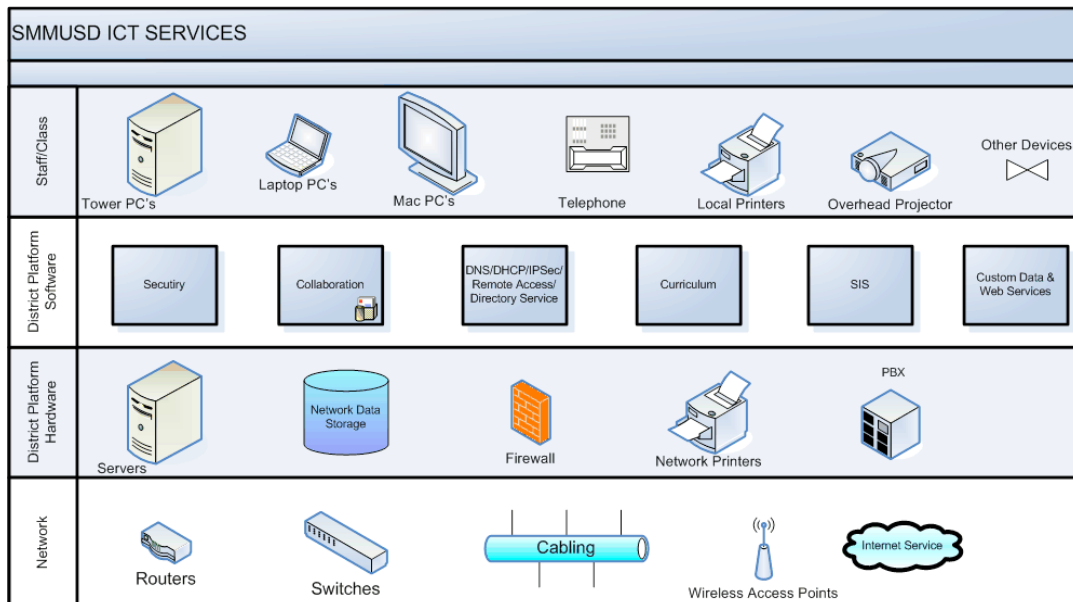 SMMUSD ICT SERVICES
Staff/Class
Tower PC's
Laptop PC's
Mac PC's
Telephone
Local Printers
Overhead Projector
Other Devices
District Platform
Software
Secutiry
Collaboration
DNS/DHCP/IPSec/
Remote Access/
Directory Service
Curriculum
SIS
Custom Data &
Web Services
District Platform
Hardware
Servers
Network Data
Storage
Firewall
Network Printers
PBX
Network
Routers
Switches
Cabling
Wireless Access Points
Internet Service